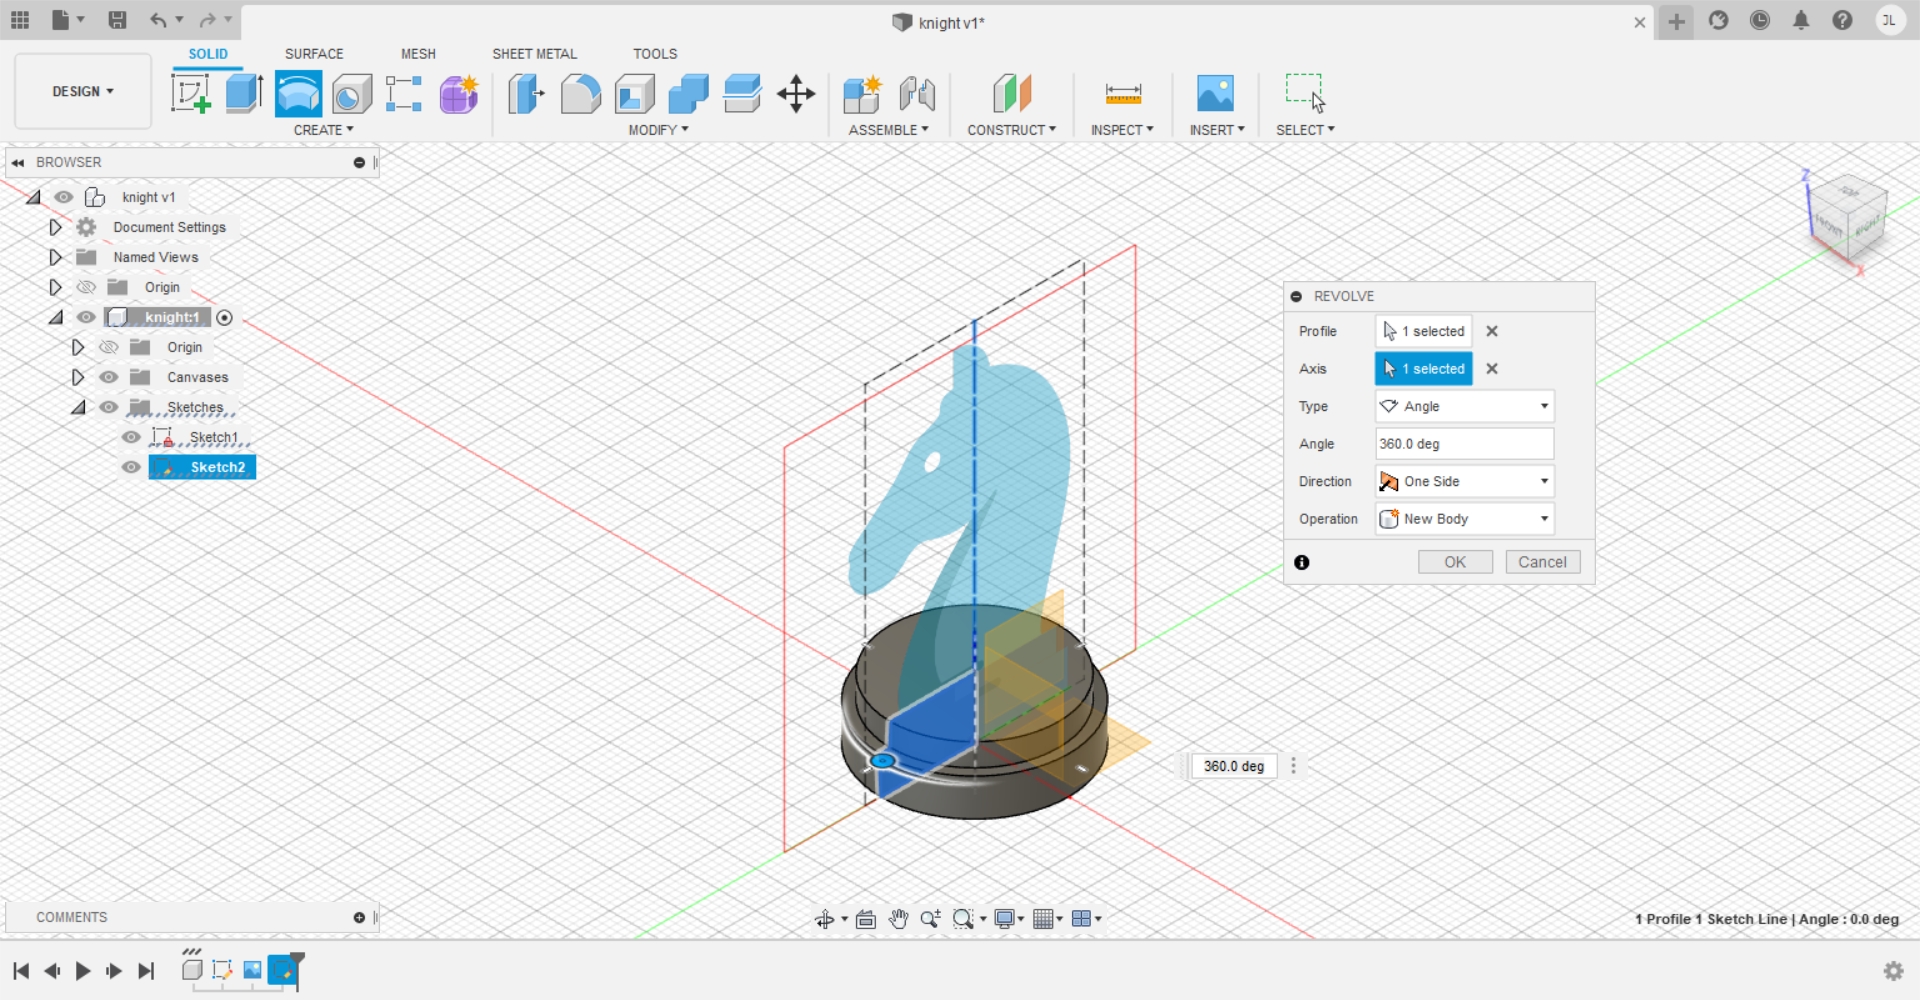 knight v1*
JL
DESIGN
SOLID
SURFACE
MESH
SHEET METAL
TOOLS
CREATE
MODIFY
ASSEMBLE
CONSTRUCT
INSPECT
INSERT
SELECT
BROWSER
knight v1
Document Settings
Named Views
Origin
knight:1
Origin
Canvases
Sketches
Sketch1
Sketch2
Z
TOP
FRONT
RIGHT
X
REVOLVE
Profile 1 selected
Axis 1 selected
Type Angle
Angle 360.0 deg
Direction One Side
Operation New Body
OK Cancel
360.0 deg
COMMENTS
1 Profile 1 Sketch Line | Angle : 0.0 deg